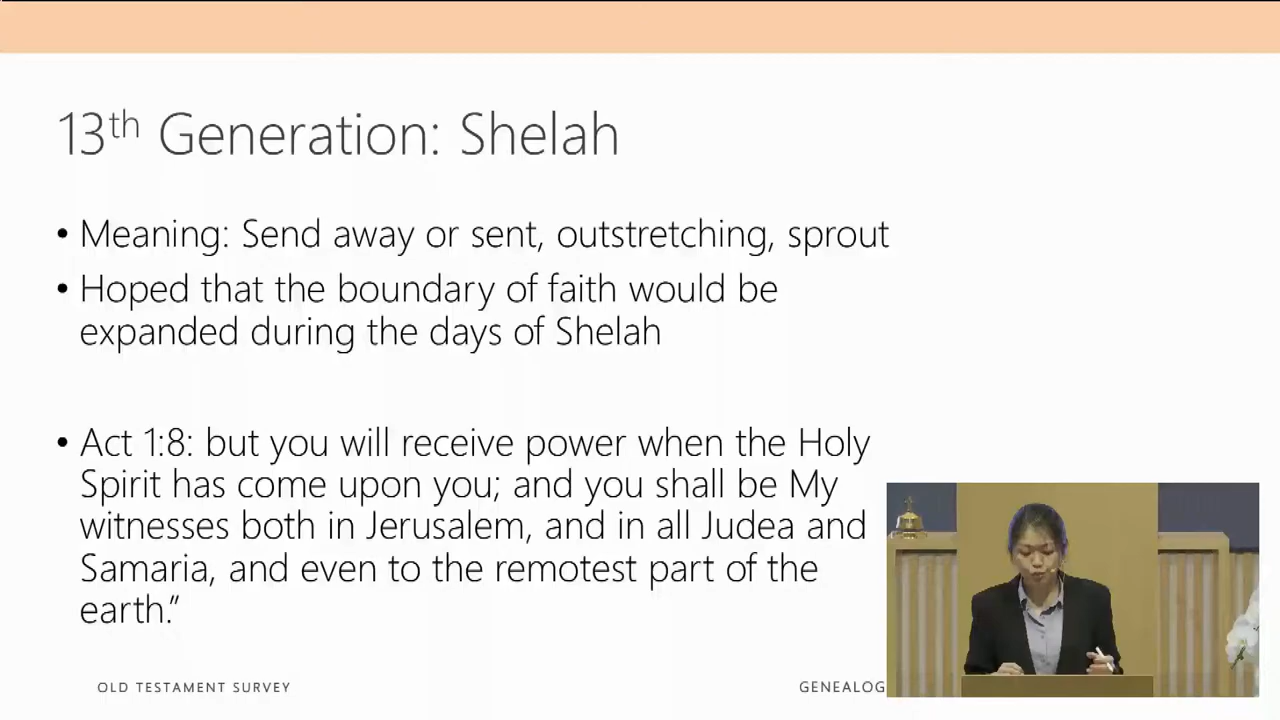 13th Generation: Shelah
• Meaning: Send away or sent, outstretching, sprout
• Hoped that the boundary of faith would be
expanded during the days of Shelah
• Act 1:8: but you will receive power when the Holy
Spirit has come upon you; and you shall be My
witnesses both in Jerusalem, and in all Judea and
Samaria, and even to the remotest part of the
earth.”
OLD TESTAMENT SURVEY
GENEALOG